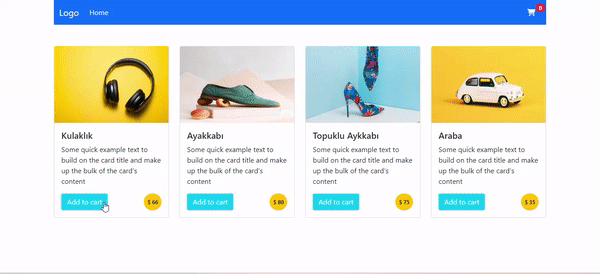 Logo Home 0
Kulaklık
Some quick example text to
build on the card title and make
up the bulk of the card's
content
Add to cart $ 66
Ayakkabı
Some quick example text to
build on the card title and make
up the bulk of the card's
content
Add to cart $ 80
Topuklu Aykkabı
Some quick example text to
build on the card title and make
up the bulk of the card's
content
Add to cart $ 75
Araba
Some quick example text to
build on the card title and make
up the bulk of the card's
content
Add to cart $ 35